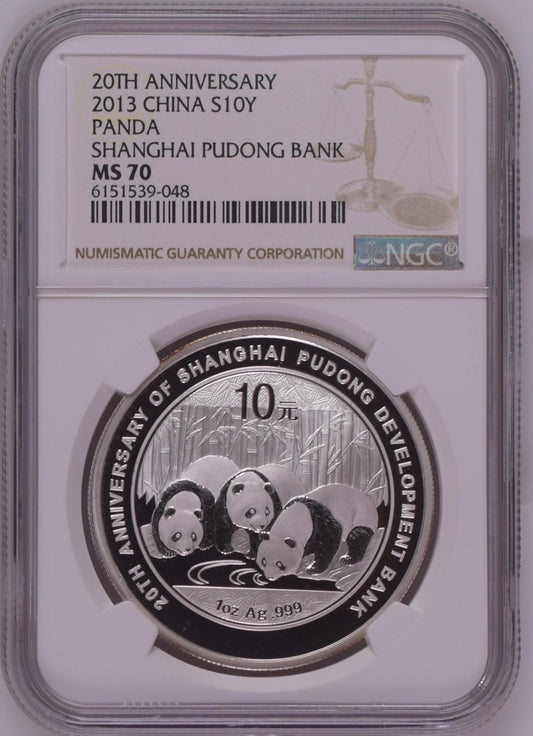 20TH ANNIVERSARY
2013 CHINA S10Y
PANDA
SHANGHAI PUDONG BANK
MS 70
6151539-048
NUMISMATIC GUARANTY CORPORATION
NGC®
20TH ANNIVERSARY OF SHANGHAI PUDONG DEVELOPMENT BANK
10元
1oz Ag .999